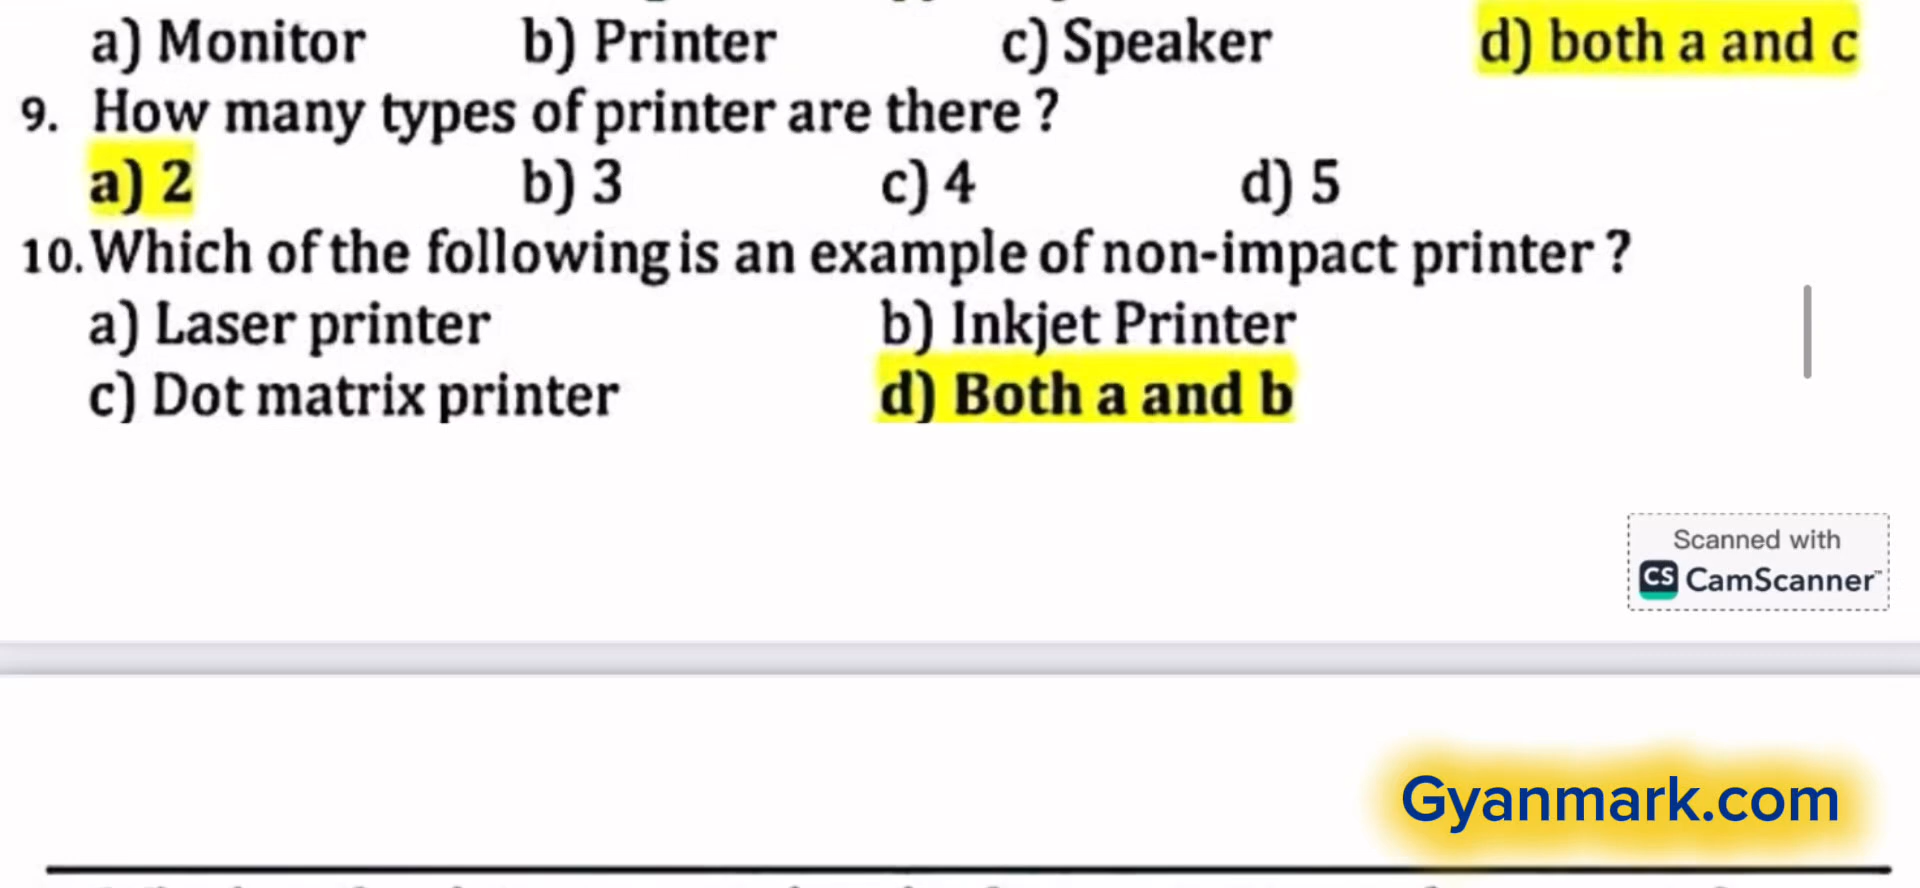 a) Monitor b) Printer c) Speaker d) both a and c
9. How many types of printer are there ?
a) 2 b) 3 c) 4 d) 5
10. Which of the following is an example of non-impact printer ?
a) Laser printer b) Inkjet Printer
c) Dot matrix printer d) Both a and b
Scanned with
CS CamScanner™
Gyanmark.com